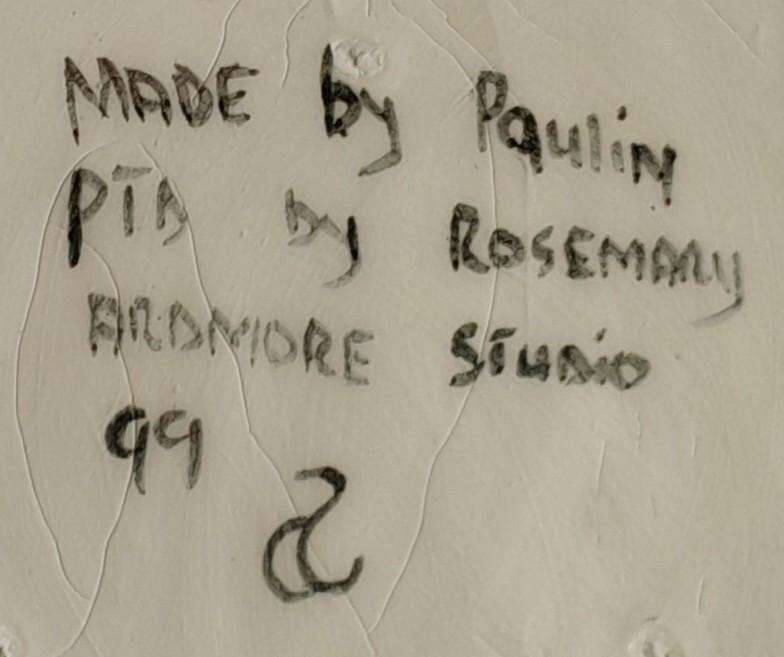 MADE by Paulin
PTD by ROSEMARY
ARDMORE STUDIO
99